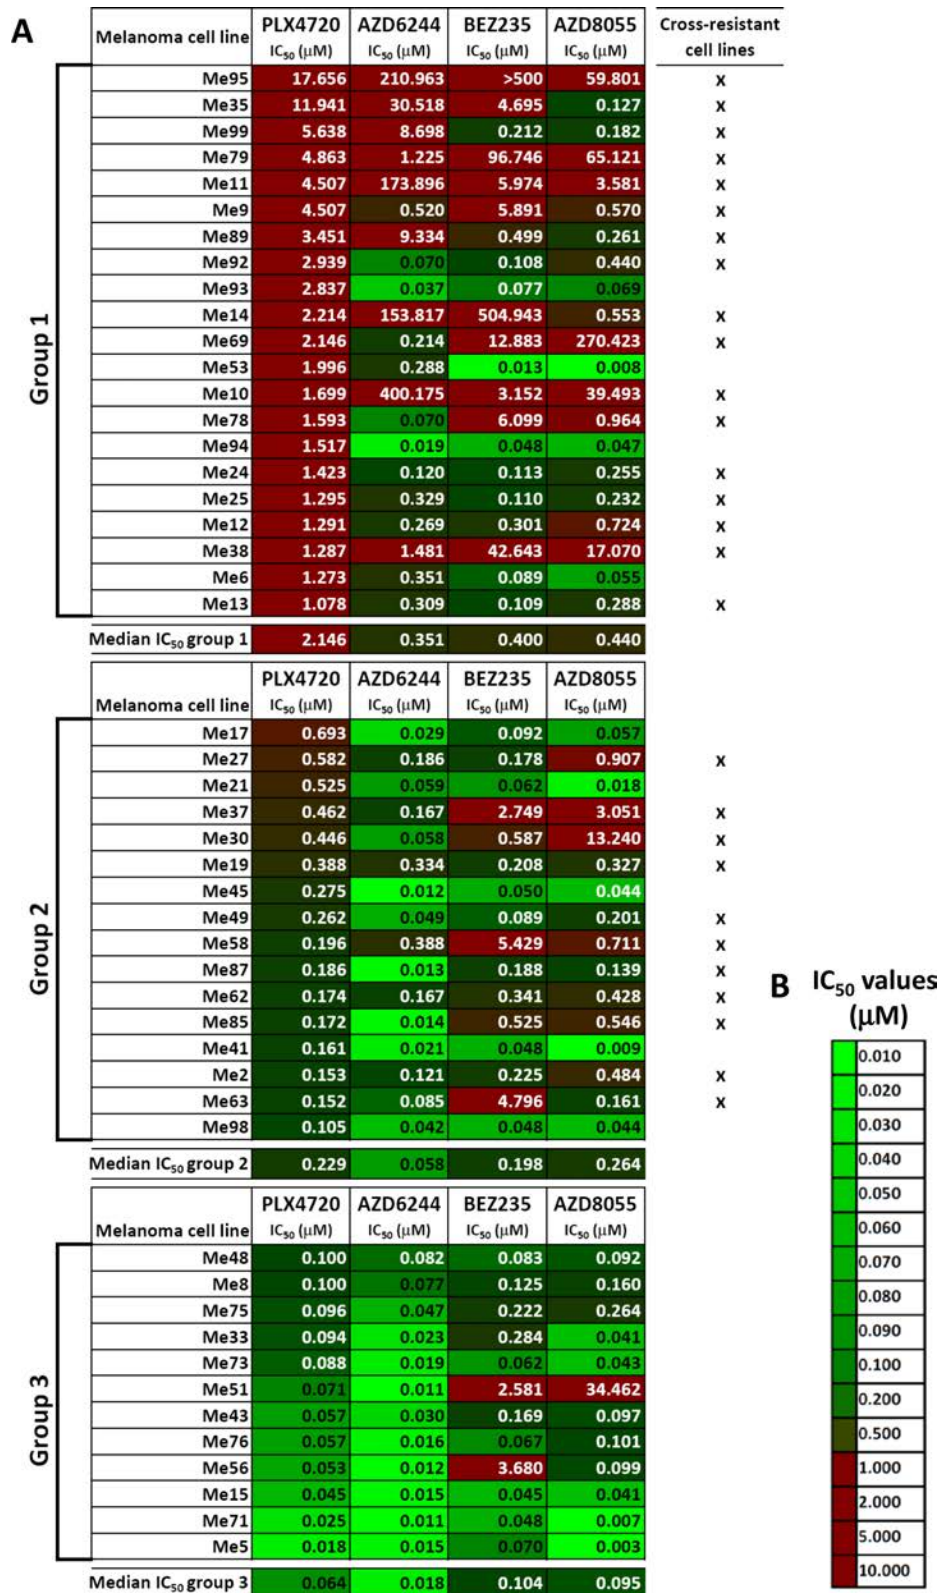 A
Melanoma cell line PLX4720 IC50 (µM) AZD6244 IC50 (µM) BEZ235 IC50 (µM) AZD8055 IC50 (µM) Cross-resistant cell lines
Group 1
Me95 17.656 210.963 >500 59.801 x
Me35 11.941 30.518 4.695 0.127 x
Me99 5.638 8.698 0.212 0.182 x
Me79 4.863 1.225 96.746 65.121 x
Me11 4.507 173.896 5.974 3.581 x
Me9 4.507 0.520 5.891 0.570 x
Me89 3.451 9.334 0.499 0.261 x
Me92 2.939 0.070 0.108 0.440 x
Me93 2.837 0.037 0.077 0.069
Me14 2.214 153.817 504.943 0.553 x
Me69 2.146 0.214 12.883 270.423 x
Me53 1.996 0.288 0.013 0.008
Me10 1.699 400.175 3.152 39.493 x
Me78 1.593 0.070 6.099 0.964 x
Me94 1.517 0.019 0.048 0.047
Me24 1.423 0.120 0.113 0.255 x
Me25 1.295 0.329 0.110 0.232 x
Me12 1.291 0.269 0.301 0.724 x
Me38 1.287 1.481 42.643 17.070 x
Me6 1.273 0.351 0.089 0.055
Me13 1.078 0.309 0.109 0.288 x
Median IC50 group 1 2.146 0.351 0.400 0.440
Melanoma cell line PLX4720 IC50 (µM) AZD6244 IC50 (µM) BEZ235 IC50 (µM) AZD8055 IC50 (µM)
Group 2
Me17 0.693 0.029 0.092 0.057
Me27 0.582 0.186 0.178 0.907 x
Me21 0.525 0.059 0.062 0.018
Me37 0.462 0.167 2.749 3.051 x
Me30 0.446 0.058 0.587 13.240 x
Me19 0.388 0.334 0.208 0.327 x
Me45 0.275 0.012 0.050 0.044
Me49 0.262 0.049 0.089 0.201 x
Me58 0.196 0.388 5.429 0.711 x
Me87 0.186 0.013 0.188 0.139 x
Me62 0.174 0.167 0.341 0.428 x
Me85 0.172 0.014 0.525 0.546 x
Me41 0.161 0.021 0.048 0.009
Me2 0.153 0.121 0.225 0.484 x
Me63 0.152 0.085 4.796 0.161 x
Me98 0.105 0.042 0.048 0.044
Median IC50 group 2 0.229 0.058 0.198 0.264
Melanoma cell line PLX4720 IC50 (µM) AZD6244 IC50 (µM) BEZ235 IC50 (µM) AZD8055 IC50 (µM)
Group 3
Me48 0.100 0.082 0.083 0.092
Me8 0.100 0.077 0.125 0.160
Me75 0.096 0.047 0.222 0.264
Me33 0.094 0.023 0.284 0.041
Me73 0.088 0.019 0.062 0.043
Me51 0.071 0.011 2.581 34.462
Me43 0.057 0.030 0.169 0.097
Me76 0.057 0.016 0.067 0.101
Me56 0.053 0.012 3.680 0.099
Me15 0.045 0.015 0.045 0.041
Me71 0.025 0.011 0.048 0.007
Me5 0.018 0.015 0.070 0.003
Median IC50 group 3 0.064 0.018 0.104 0.095
B
IC50 values
(µM)
0.010
0.020
0.030
0.040
0.050
0.060
0.070
0.080
0.090
0.100
0.200
0.500
1.000
2.000
5.000
10.000